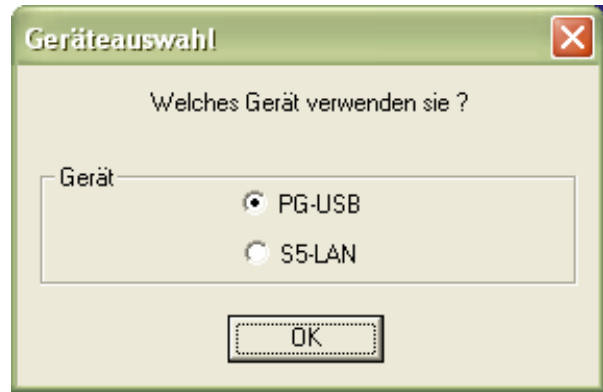 Geräteauswahl
Welches Gerät verwenden sie ?
Gerät
PG-USB
S5-LAN
OK